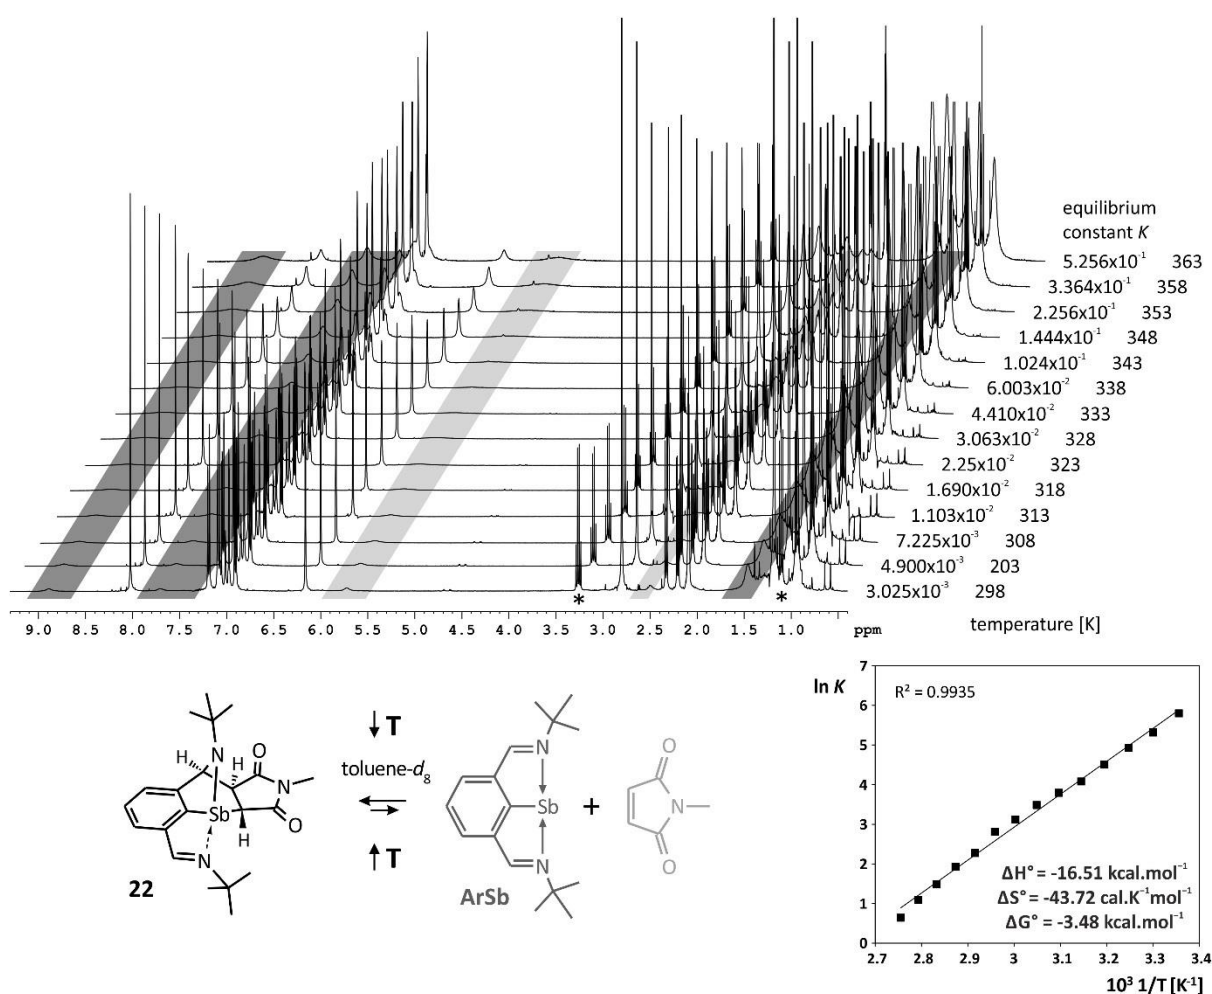 equilibrium
constant K
5.256x10⁻¹ 363
3.364x10⁻¹ 358
2.256x10⁻¹ 353
1.444x10⁻¹ 348
1.024x10⁻¹ 343
6.003x10⁻² 338
4.410x10⁻² 333
3.063x10⁻² 328
2.25x10⁻² 323
1.690x10⁻² 318
1.103x10⁻² 313
7.225x10⁻³ 308
4.900x10⁻³ 203
3.025x10⁻³ 298
* *
9.0 8.5 8.0 7.5 7.0 6.5 6.0 5.5 5.0 4.5 4.0 3.5 3.0 2.5 2.0 1.5 1.0 ppm
temperature [K]
H H O N O H Sb N N
22
↓T
toluene-d₈
↑T
N Sb N
ArSb
+
O N O
ln K
R² = 0.9935
7
6
5
4
3
2
1
0
ΔH° = -16.51 kcal.mol⁻¹
ΔS° = -43.72 cal.K⁻¹mol⁻¹
ΔG° = -3.48 kcal.mol⁻¹
2.7 2.8 2.9 3 3.1 3.2 3.3 3.4
10³ 1/T [K⁻¹]